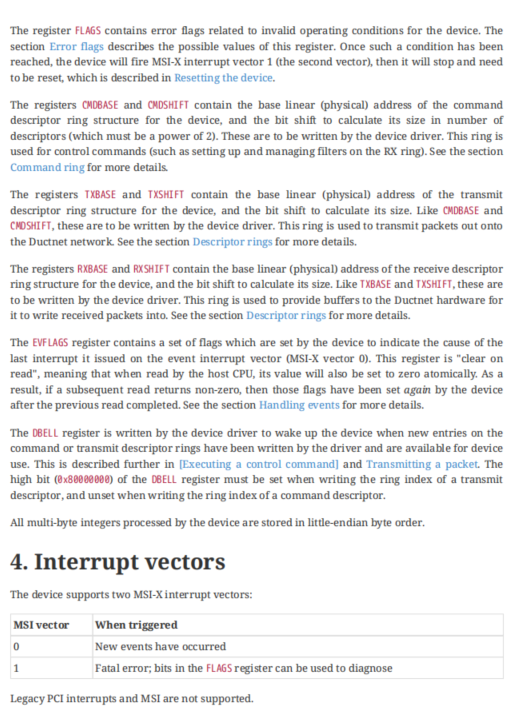 The register FLAGS contains error flags related to invalid operating conditions for the device. The
section Error flags describes the possible values of this register. Once such a condition has been
reached, the device will fire MSI-X interrupt vector 1 (the second vector), then it will stop and need
to be reset, which is described in Resetting the device.
The registers CMDBASE and CMDSHIFT contain the base linear (physical) address of the command
descriptor ring structure for the device, and the bit shift to calculate its size in number of
descriptors (which must be a power of 2). These are to be written by the device driver. This ring is
used for control commands (such as setting up and managing filters on the RX ring). See the section
Command ring for more details.
The registers TXBASE and TXSHIFT contain the base linear (physical) address of the transmit
descriptor ring structure for the device, and the bit shift to calculate its size. Like CMDBASE and
CMDSHIFT, these are to be written by the device driver. This ring is used to transmit packets out onto
the Ductnet network. See the section Descriptor rings for more details.
The registers RXBASE and RXSHIFT contain the base linear (physical) address of the receive descriptor
ring structure for the device, and the bit shift to calculate its size. Like TXBASE and TXSHIFT, these are
to be written by the device driver. This ring is used to provide buffers to the Ductnet hardware for
it to write received packets into. See the section Descriptor rings for more details.
The EVFLAGS register contains a set of flags which are set by the device to indicate the cause of the
last interrupt it issued on the event interrupt vector (MSI-X vector 0). This register is "clear on
read", meaning that when read by the host CPU, its value will also be set to zero atomically. As a
result, if a subsequent read returns non-zero, then those flags have been set again by the device
after the previous read completed. See the section Handling events for more details.
The DBELL register is written by the device driver to wake up the device when new entries on the
command or transmit descriptor rings have been written by the driver and are available for device
use. This is described further in [Executing a control command] and Transmitting a packet. The
high bit (0x80000000) of the DBELL register must be set when writing the ring index of a transmit
descriptor, and unset when writing the ring index of a command descriptor.
All multi-byte integers processed by the device are stored in little-endian byte order.
4. Interrupt vectors
The device supports two MSI-X interrupt vectors:
MSI vector When triggered
0 New events have occurred
1 Fatal error; bits in the FLAGS register can be used to diagnose
Legacy PCI interrupts and MSI are not supported.